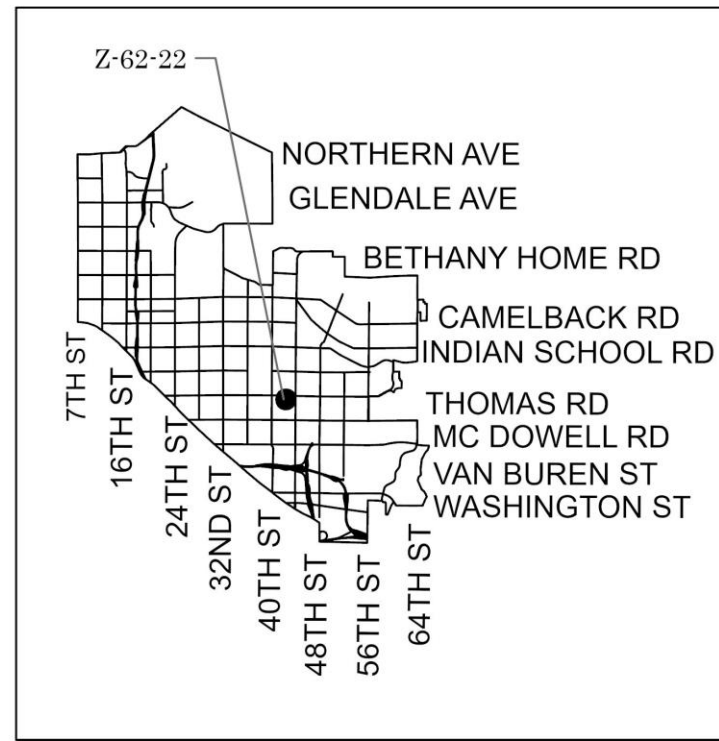 Z-62-22
NORTHERN AVE
GLENDALE AVE
BETHANY HOME RD
CAMELBACK RD
INDIAN SCHOOL RD
THOMAS RD
MC DOWELL RD
VAN BUREN ST
WASHINGTON ST
7TH ST
16TH ST
24TH ST
32ND ST
40TH ST
48TH ST
56TH ST
64TH ST